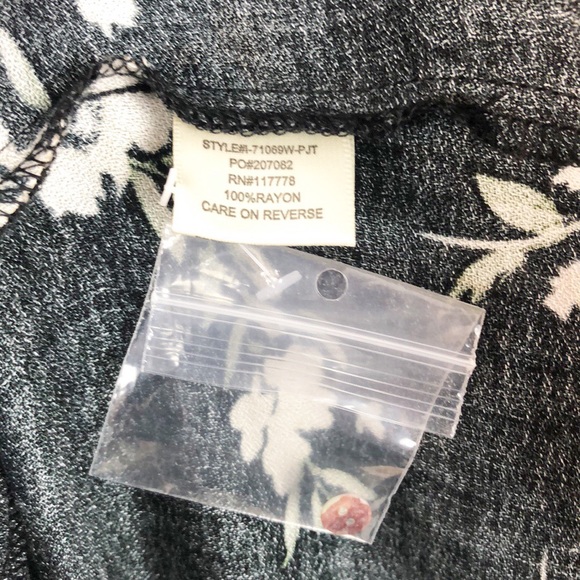 STYLE#I-71069W-PJT
PO#207062
RN#117778
100%RAYON
CARE ON REVERSE